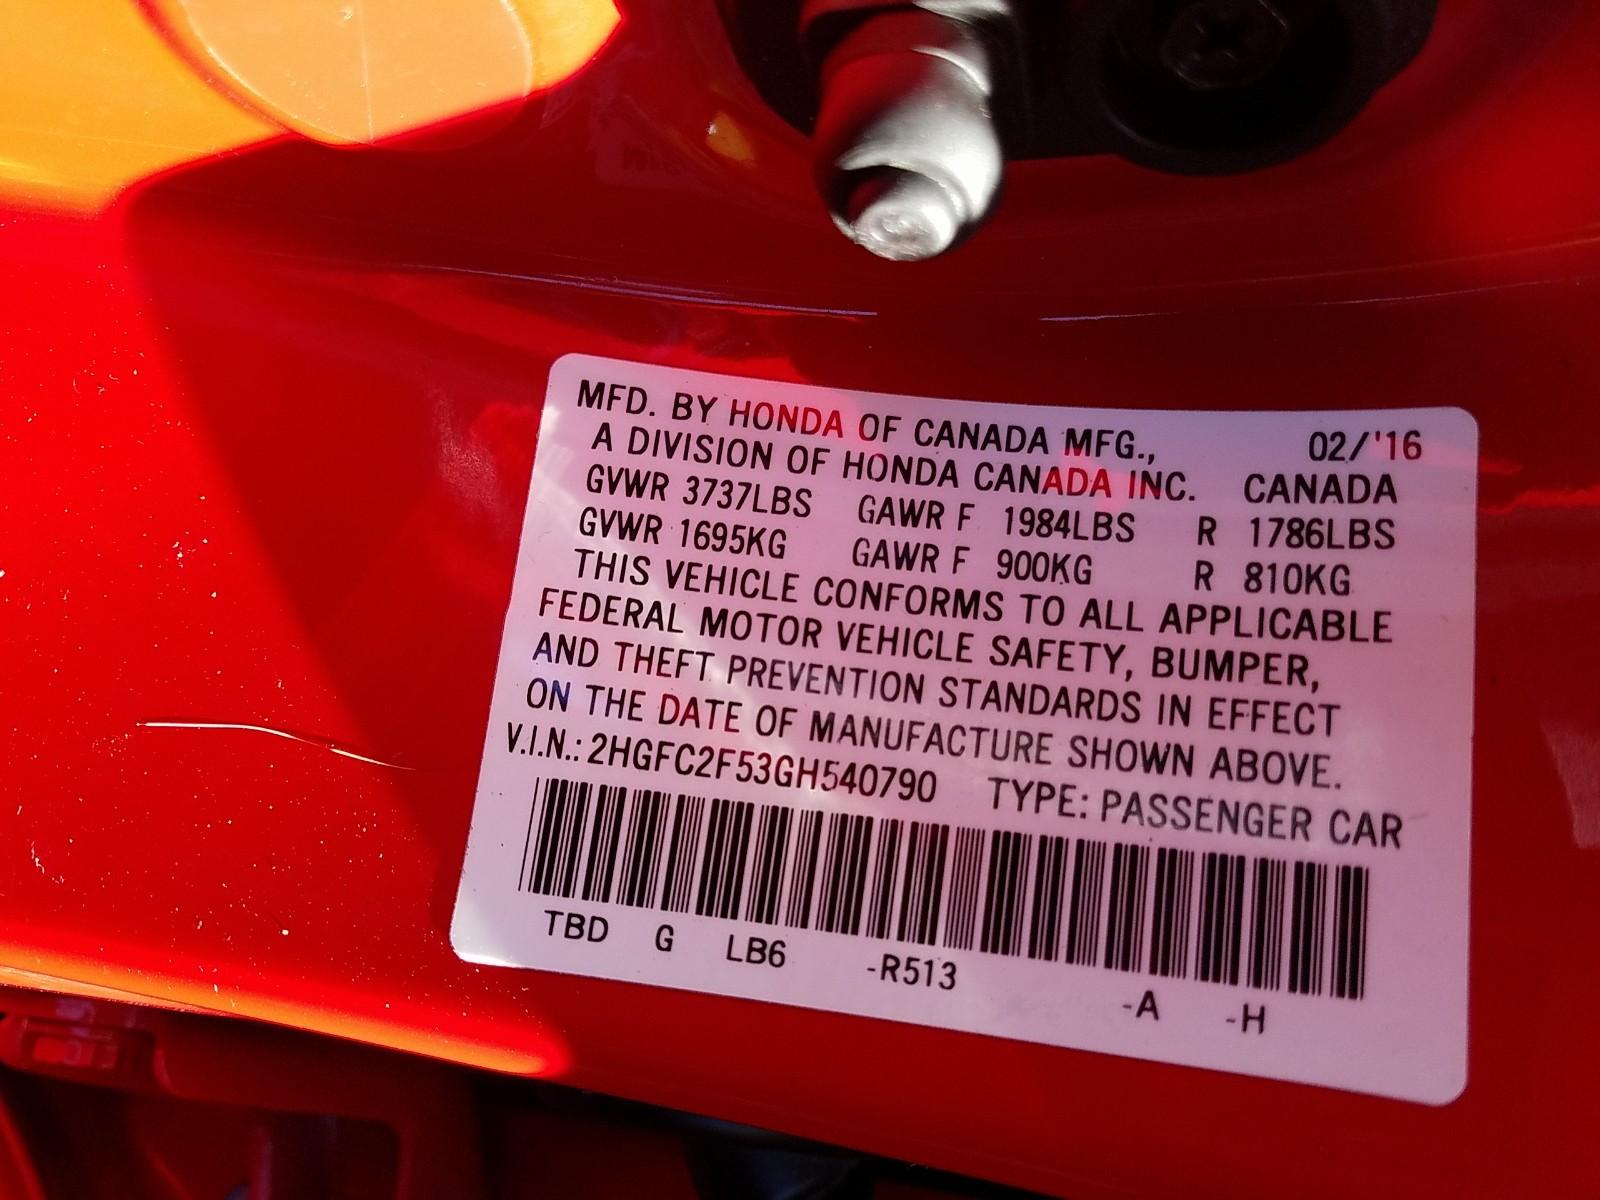 MFD. BY HONDA OF CANADA MFG., 02/'16
A DIVISION OF HONDA CANADA INC. CANADA
GVWR 3737LBS GAWR F 1984LBS R 1786LBS
GVWR 1695KG GAWR F 900KG R 810KG
THIS VEHICLE CONFORMS TO ALL APPLICABLE
FEDERAL MOTOR VEHICLE SAFETY, BUMPER,
AND THEFT PREVENTION STANDARDS IN EFFECT
ON THE DATE OF MANUFACTURE SHOWN ABOVE.
V.I.N.: 2HGFC2F53GH540790 TYPE: PASSENGER CAR
TBD G LB6 -R513 -A -H